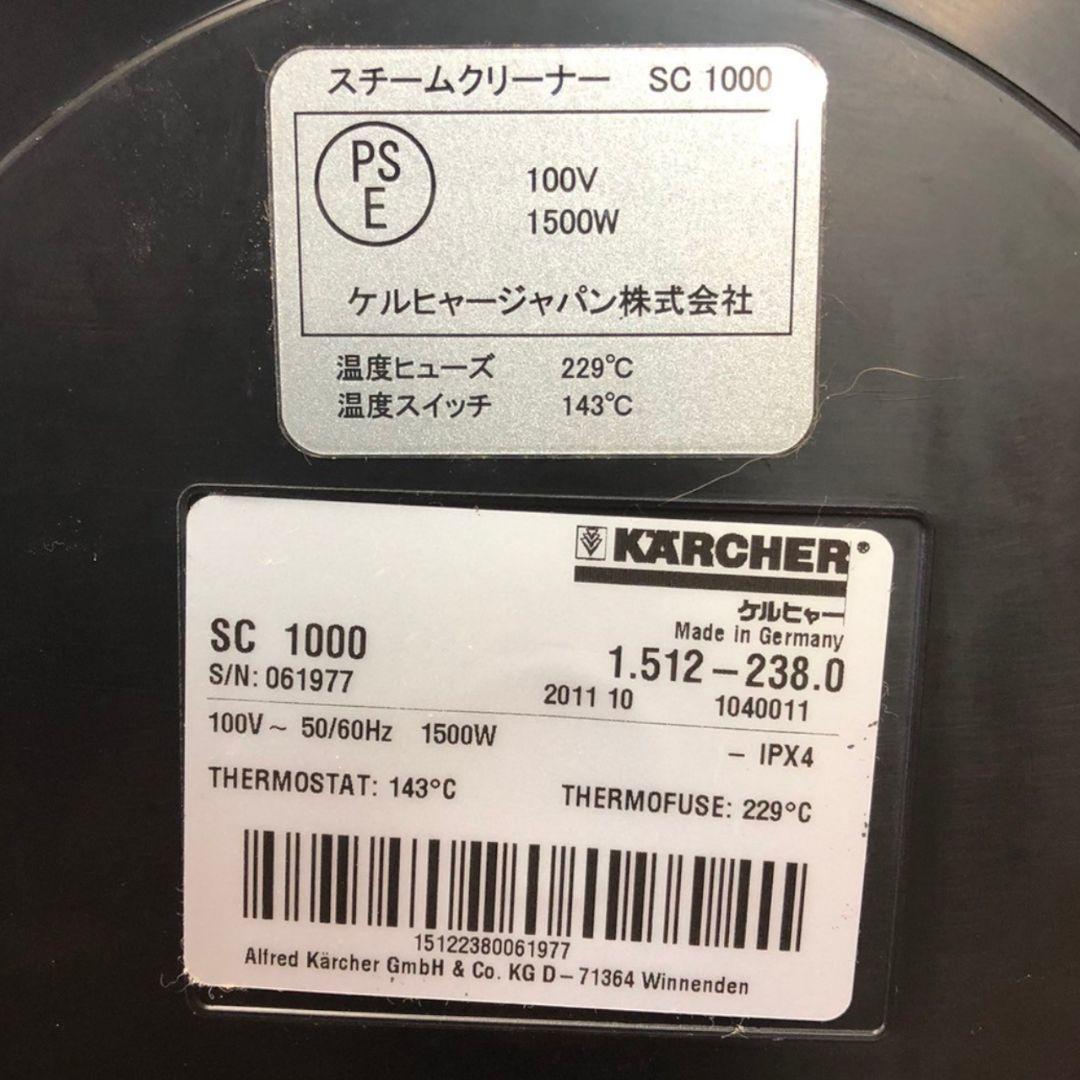 スチームクリーナー SC 1000
PS
E
100V
1500W
ケルヒャージャパン株式会社
温度ヒューズ 229℃
温度スイッチ 143℃
KÄRCHER®
ケルヒャー
Made in Germany
SC 1000
1.512-238.0
S/N: 061977
2011 10 1040011
100V~ 50/60Hz 1500W
- IPX4
THERMOSTAT: 143°C
THERMOFUSE: 229°C
15122380061977
Alfred Kärcher GmbH & Co. KG D-71364 Winnenden